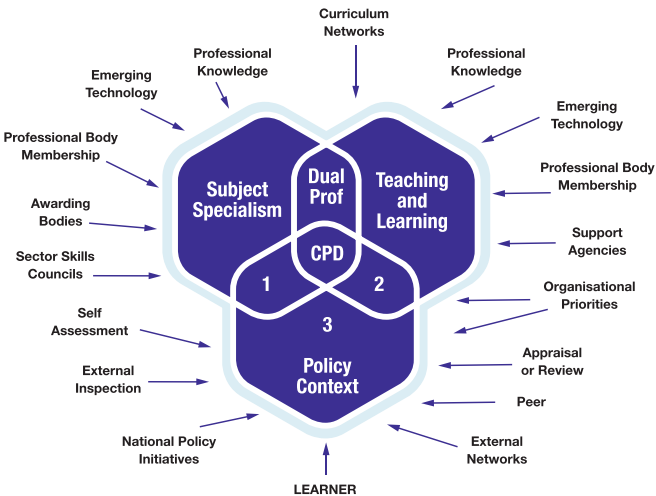 Curriculum
Networks
Professional
Knowledge
Professional
Knowledge
Emerging
Technology
Emerging
Technology
Professional Body
Membership
Professional Body
Membership
Awarding
Bodies
Support
Agencies
Sector Skills
Councils
Organisational
Priorities
Self
Assessment
Appraisal
or Review
External
Inspection
Peer
National Policy
Initiatives
External
Networks
LEARNER
Subject
Specialism
Dual
Prof
Teaching
and
Learning
CPD
1
2
3
Policy
Context